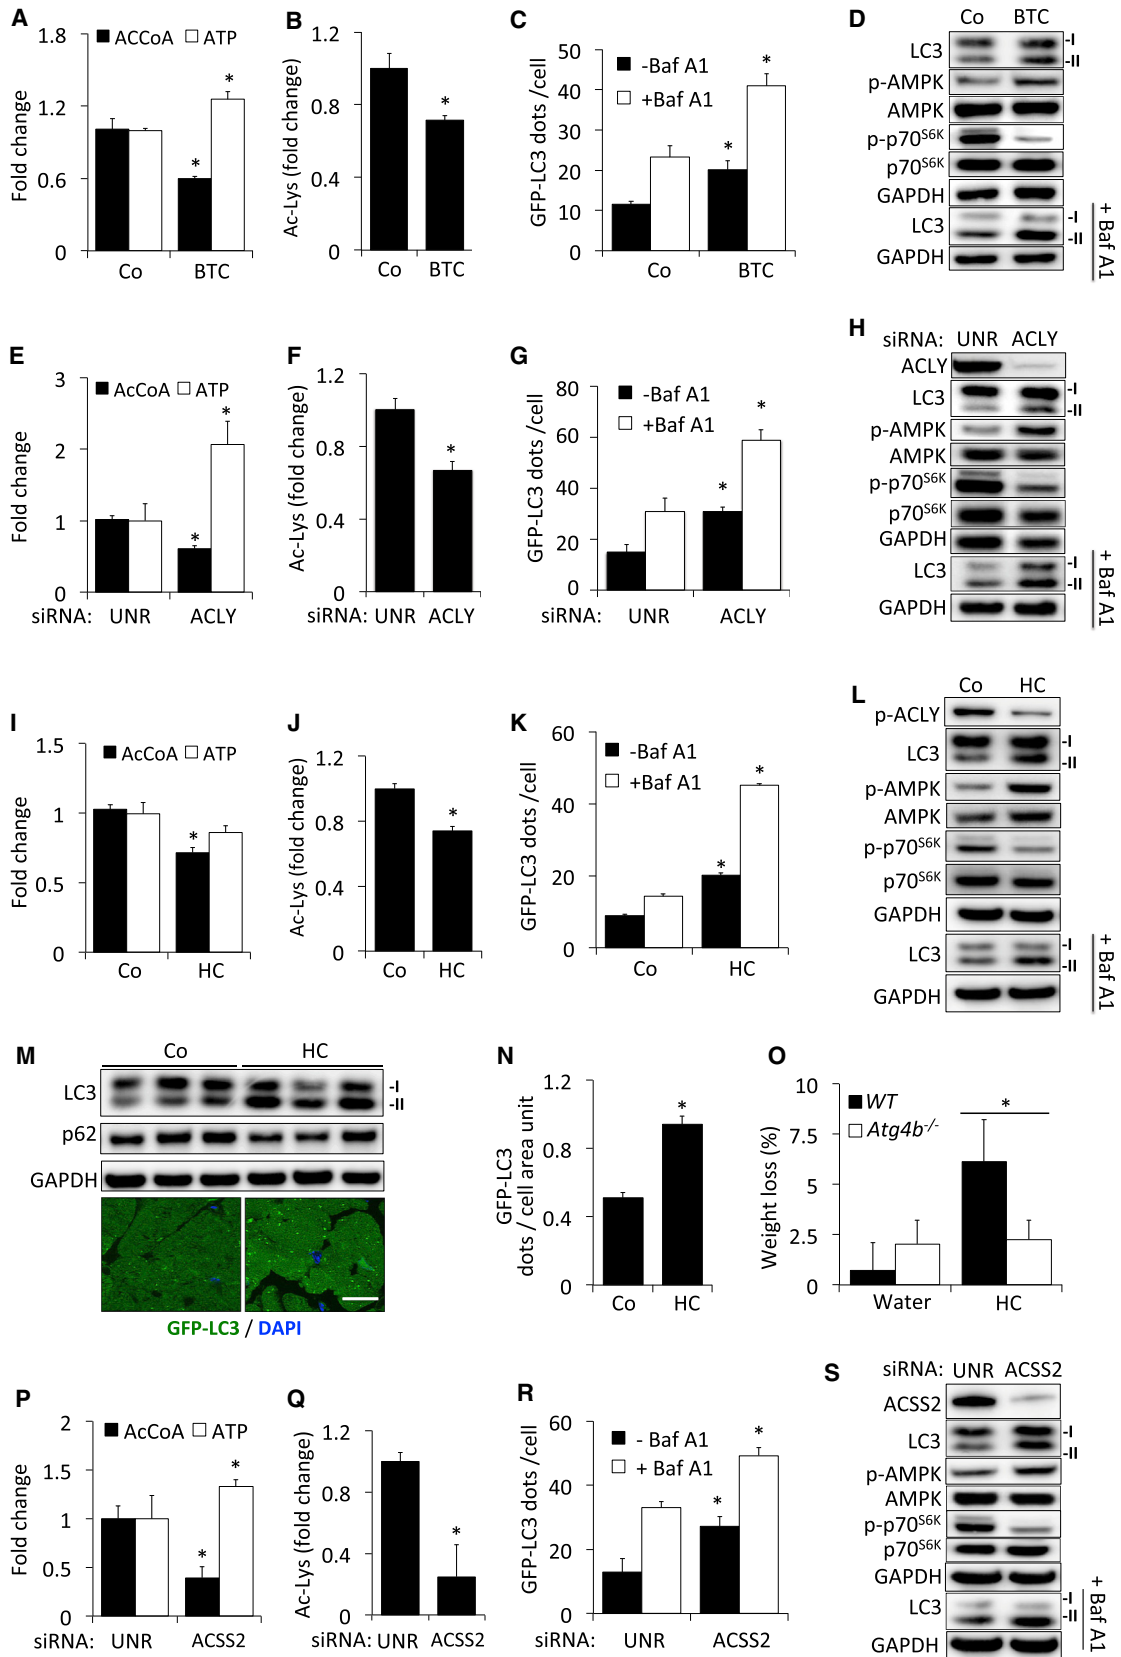 A
ACCoA ATP
Fold change
1.8
1.2
0.6
0
*
*
Co BTC
B
Ac-Lys (fold change)
1.2
0.8
0.4
0
*
Co BTC
C
GFP-LC3 dots /cell
-Baf A1
+Baf A1
50
40
30
20
10
0
*
*
Co BTC
D
Co BTC
LC3 -I
-II
p-AMPK
AMPK
p-p70S6K
p70S6K
GAPDH
LC3 -I
-II
GAPDH
+ Baf A1
E
AcCoA ATP
Fold change
3
2
1
0
*
*
siRNA: UNR ACLY
F
Ac-Lys (fold change)
1.2
0.8
0.4
0
*
siRNA: UNR ACLY
G
GFP-LC3 dots /cell
-Baf A1
+Baf A1
80
60
40
20
0
*
*
UNR ACLY
H
siRNA: UNR ACLY
ACLY
LC3 -I
-II
p-AMPK
AMPK
p-p70S6K
p70S6K
GAPDH
LC3 -I
-II
GAPDH
+ Baf A1
I
AcCoA ATP
Fold change
1.5
1
0.5
0
*
Co HC
J
Ac-Lys (fold change)
1.2
0.8
0.4
0
*
Co HC
K
GFP-LC3 dots /cell
-Baf A1
+Baf A1
60
40
20
0
*
*
Co HC
L
Co HC
p-ACLY
LC3 -I
-II
p-AMPK
AMPK
p-p70S6K
p70S6K
GAPDH
LC3 -I
-II
GAPDH
+ Baf A1
M
Co HC
LC3 -I
-II
p62
GAPDH
GFP-LC3 / DAPI
N
GFP-LC3
dots / cell area unit
1.2
0.8
0.4
0
*
Co HC
O
Weight loss (%)
WT
Atg4b-/-
10
7.5
5
2.5
0
*
Water HC
P
AcCoA ATP
Fold change
2
1
0.5
1
0
*
*
siRNA: UNR ACSS2
Q
Ac-Lys (fold change)
1.2
0.8
0.4
0
*
siRNA: UNR ACSS2
R
GFP-LC3 dots /cell
- Baf A1
+ Baf A1
60
40
20
0
*
*
UNR ACSS2
S
siRNA: UNR ACSS2
ACSS2
LC3 -I
-II
p-AMPK
AMPK
p-p70S6K
p70S6K
GAPDH
LC3 -I
-II
GAPDH
+ Baf A1